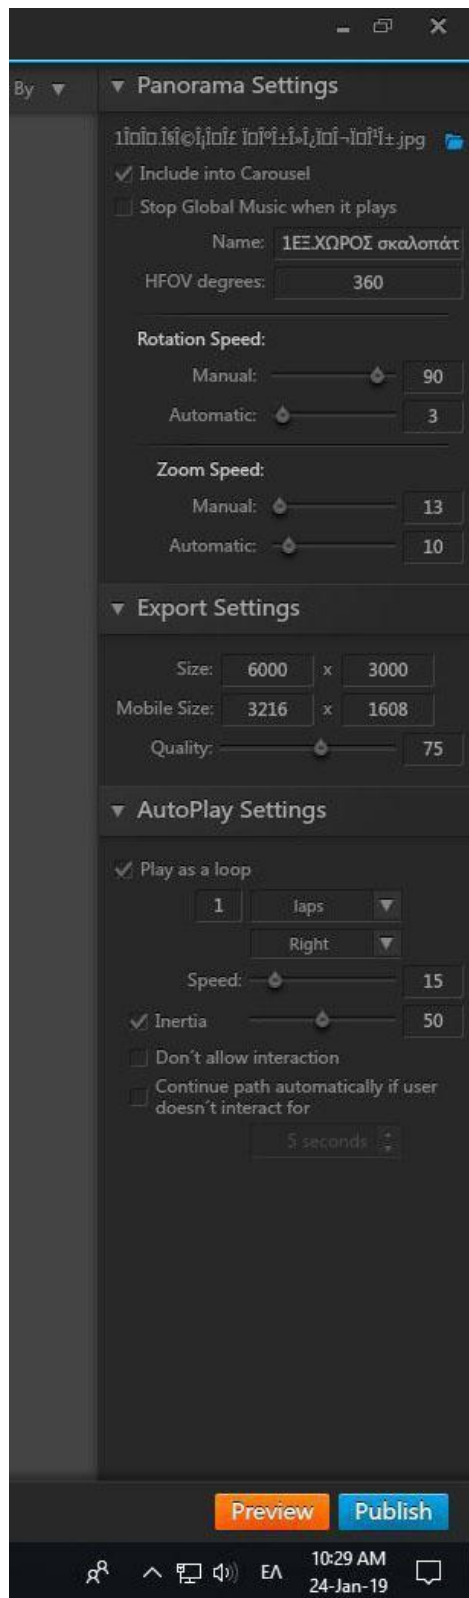 By
Panorama Settings
.jpg
Include into Carousel
Stop Global Music when it plays
Name: 1ΕΞ.ΧΩΡΟΣ σκαλοπάτ
HFOV degrees: 360
Rotation Speed:
Manual: 90
Automatic: 3
Zoom Speed:
Manual: 13
Automatic: 10
Export Settings
Size: 6000 x 3000
Mobile Size: 3216 x 1608
Quality: 75
AutoPlay Settings
Play as a loop
1 laps
Right
Speed: 15
Inertia 50
Don´t allow interaction
Continue path automatically if user
doesn´t interact for
5 seconds
Preview Publish
ΕΛ 10:29 AM
24-Jan-19